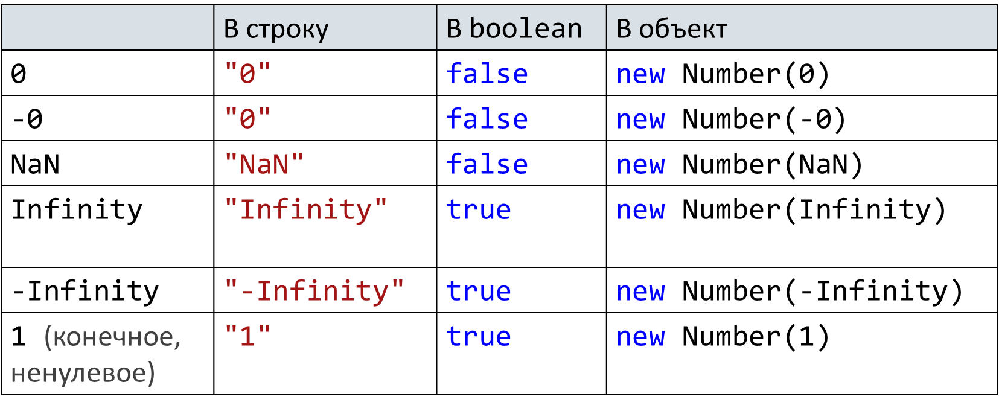 В строку В boolean В объект
0 "0" false new Number(0)
-0 "0" false new Number(-0)
NaN "NaN" false new Number(NaN)
Infinity "Infinity" true new Number(Infinity)
-Infinity "-Infinity" true new Number(-Infinity)
1 (конечное, "1" true new Number(1)
ненулевое)